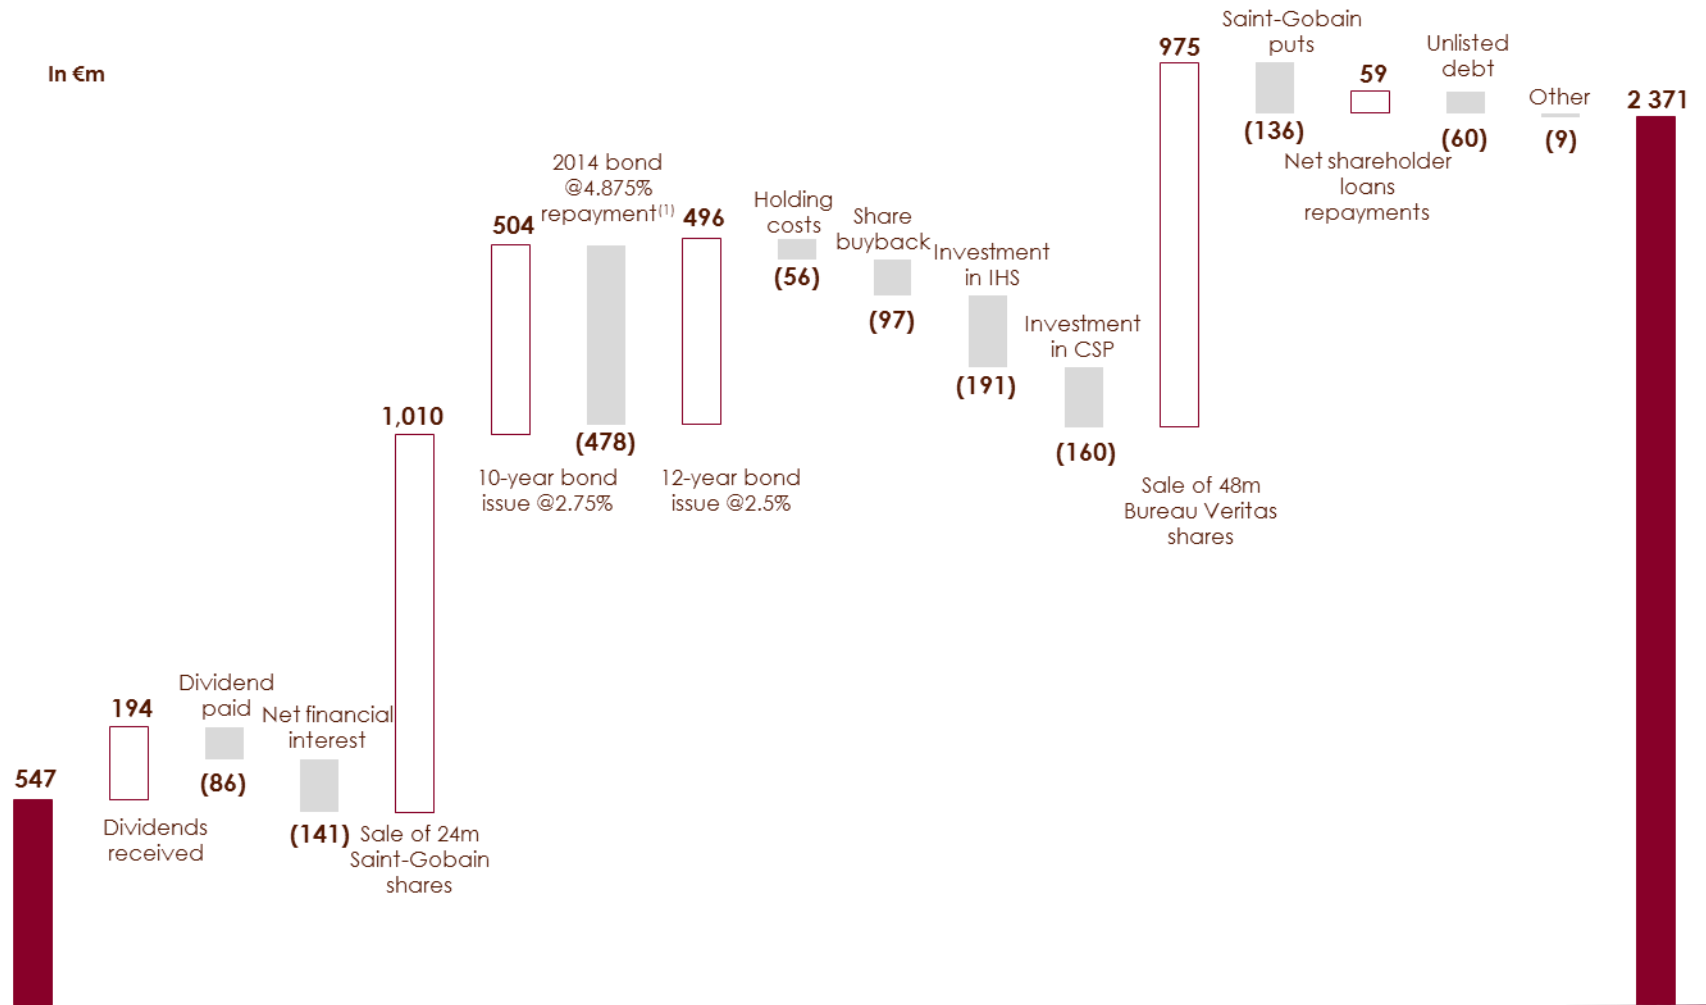 In €m
547
194
Dividends
received
Dividend
paid
(86)
Net financial
interest
(141)
1,010
Sale of 24m
Saint-Gobain
shares
504
10-year bond
issue @2.75%
2014 bond
@4.875%
repayment(1)
(478)
496
12-year bond
issue @2.5%
Holding
costs
(56)
Share
buyback
(97)
Investment
in IHS
(191)
Investment
in CSP
(160)
975
Sale of 48m
Bureau Veritas
shares
Saint-Gobain
puts
(136)
59
Net shareholder
loans
repayments
Unlisted
debt
(60)
Other
(9)
2 371